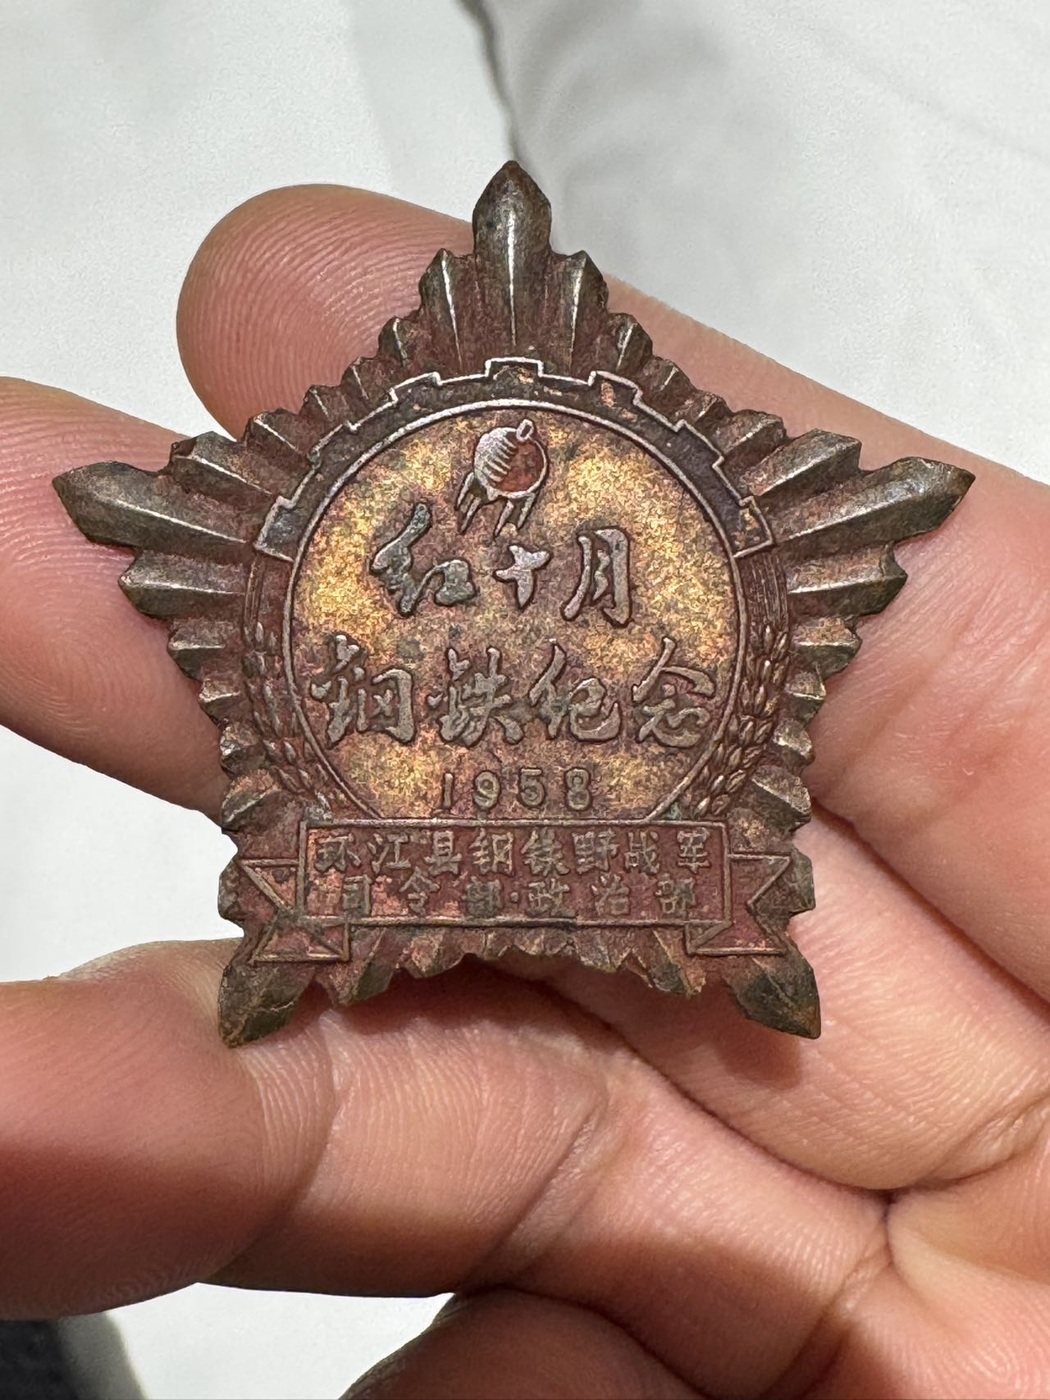 红十月
钢铁纪念
1958
环江县钢铁野战军
司令部·政治部